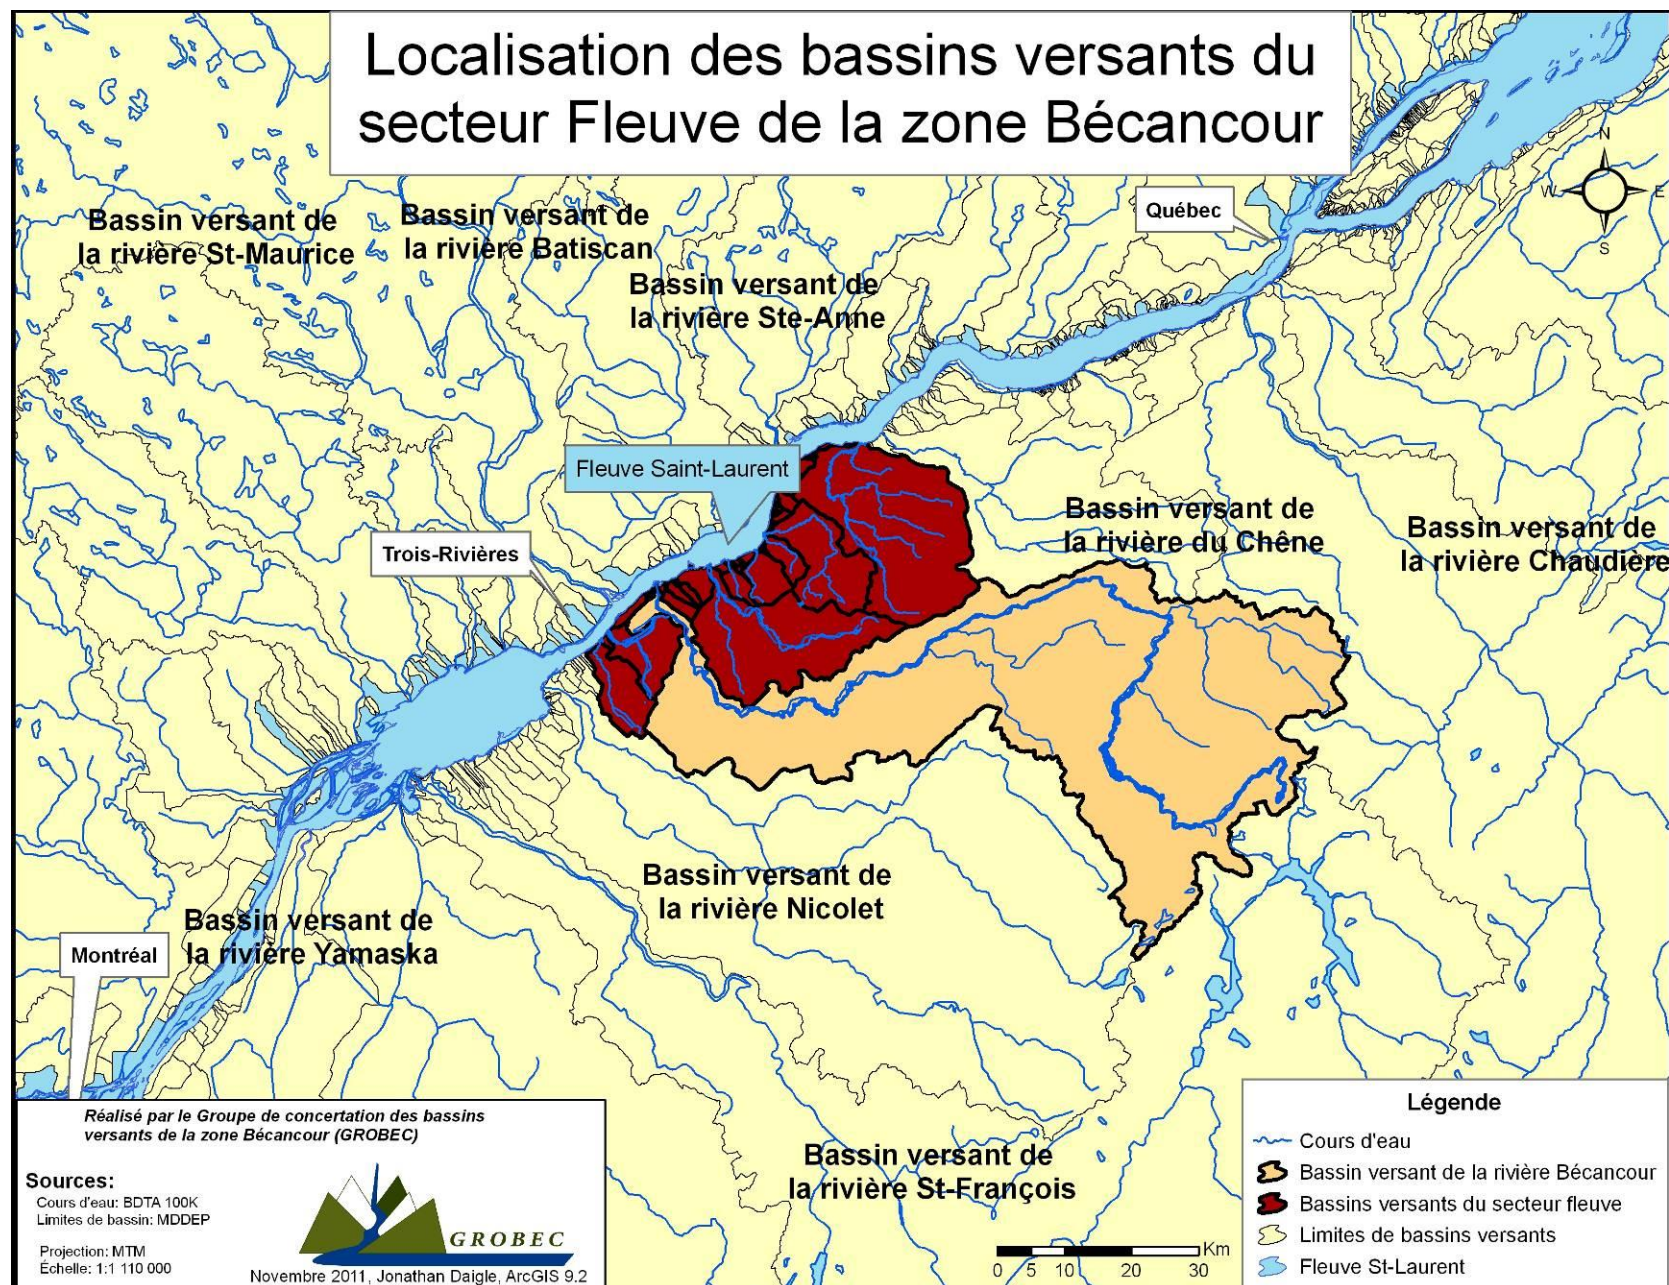 Localisation des bassins versants du
secteur Fleuve de la zone Bécancour
N
W
E
S
Québec
Bassin versant de
la rivière St-Maurice
Bassin versant de
la rivière Batiscan
Bassin versant de
la rivière Ste-Anne
Fleuve Saint-Laurent
Trois-Rivières
Bassin versant de
la rivière du Chêne
Bassin versant de
la rivière Chaudière
Bassin versant de
la rivière Nicolet
Bassin versant de
la rivière Yamaska
Montréal
Bassin versant de
la rivière St-François
Réalisé par le Groupe de concertation des bassins
versants de la zone Bécancour (GROBEC)
Sources:
Cours d'eau: BDTA 100K
Limites de bassin: MDDEP
Projection: MTM
Échelle: 1:1 110 000
GROBEC
Novembre 2011, Jonathan Daigle, ArcGIS 9.2
Km
0 5 10 20 30
Légende
Cours d'eau
Bassin versant de la rivière Bécancour
Bassins versants du secteur fleuve
Limites de bassins versants
Fleuve St-Laurent